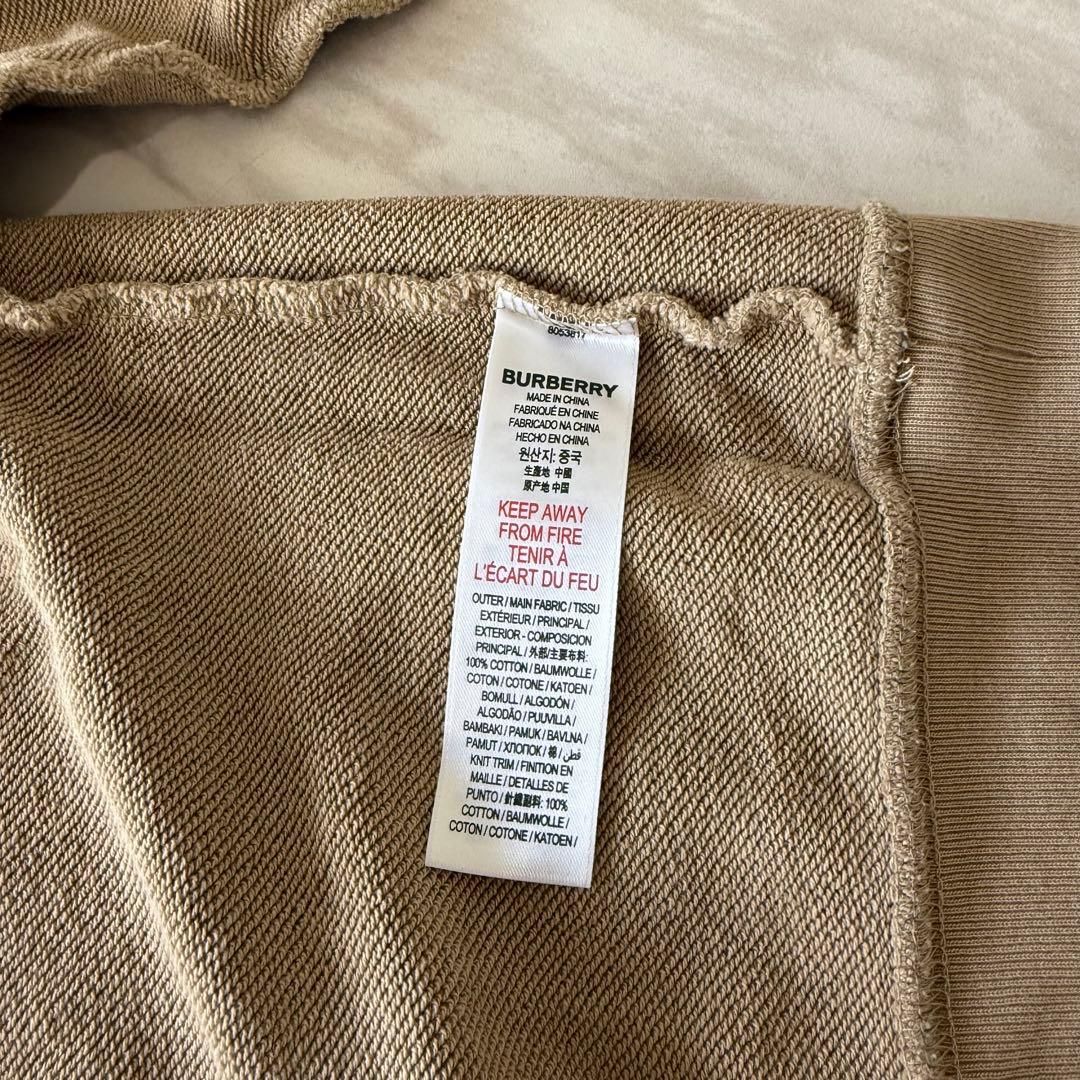 8053817
BURBERRY
MADE IN CHINA
FABRIQUÉ EN CHINE
FABRICADO NA CHINA
HECHO EN CHINA
원산지: 중국
生產地 中國
原产地 中国
KEEP AWAY
FROM FIRE
TENIR À
L'ÉCART DU FEU
OUTER / MAIN FABRIC / TISSU
EXTÉRIEUR / PRINCIPAL /
EXTERIOR - COMPOSICION
PRINCIPAL / 外部/主要布料:
100% COTTON / BAUMWOLLE /
COTON / COTONE / KATOEN /
BOMULL / ALGODÓN /
ALGODÃO / PUUVILLA /
BAMBAKI / PAMUK / BAVLNA /
PAMUT / ХЛОПОК / 棉 / قطن
KNIT TRIM / FINITION EN
MAILLE / DETALLES DE
PUNTO / 針織副料: 100%
COTTON / BAUMWOLLE /
COTON / COTONE / KATOEN /